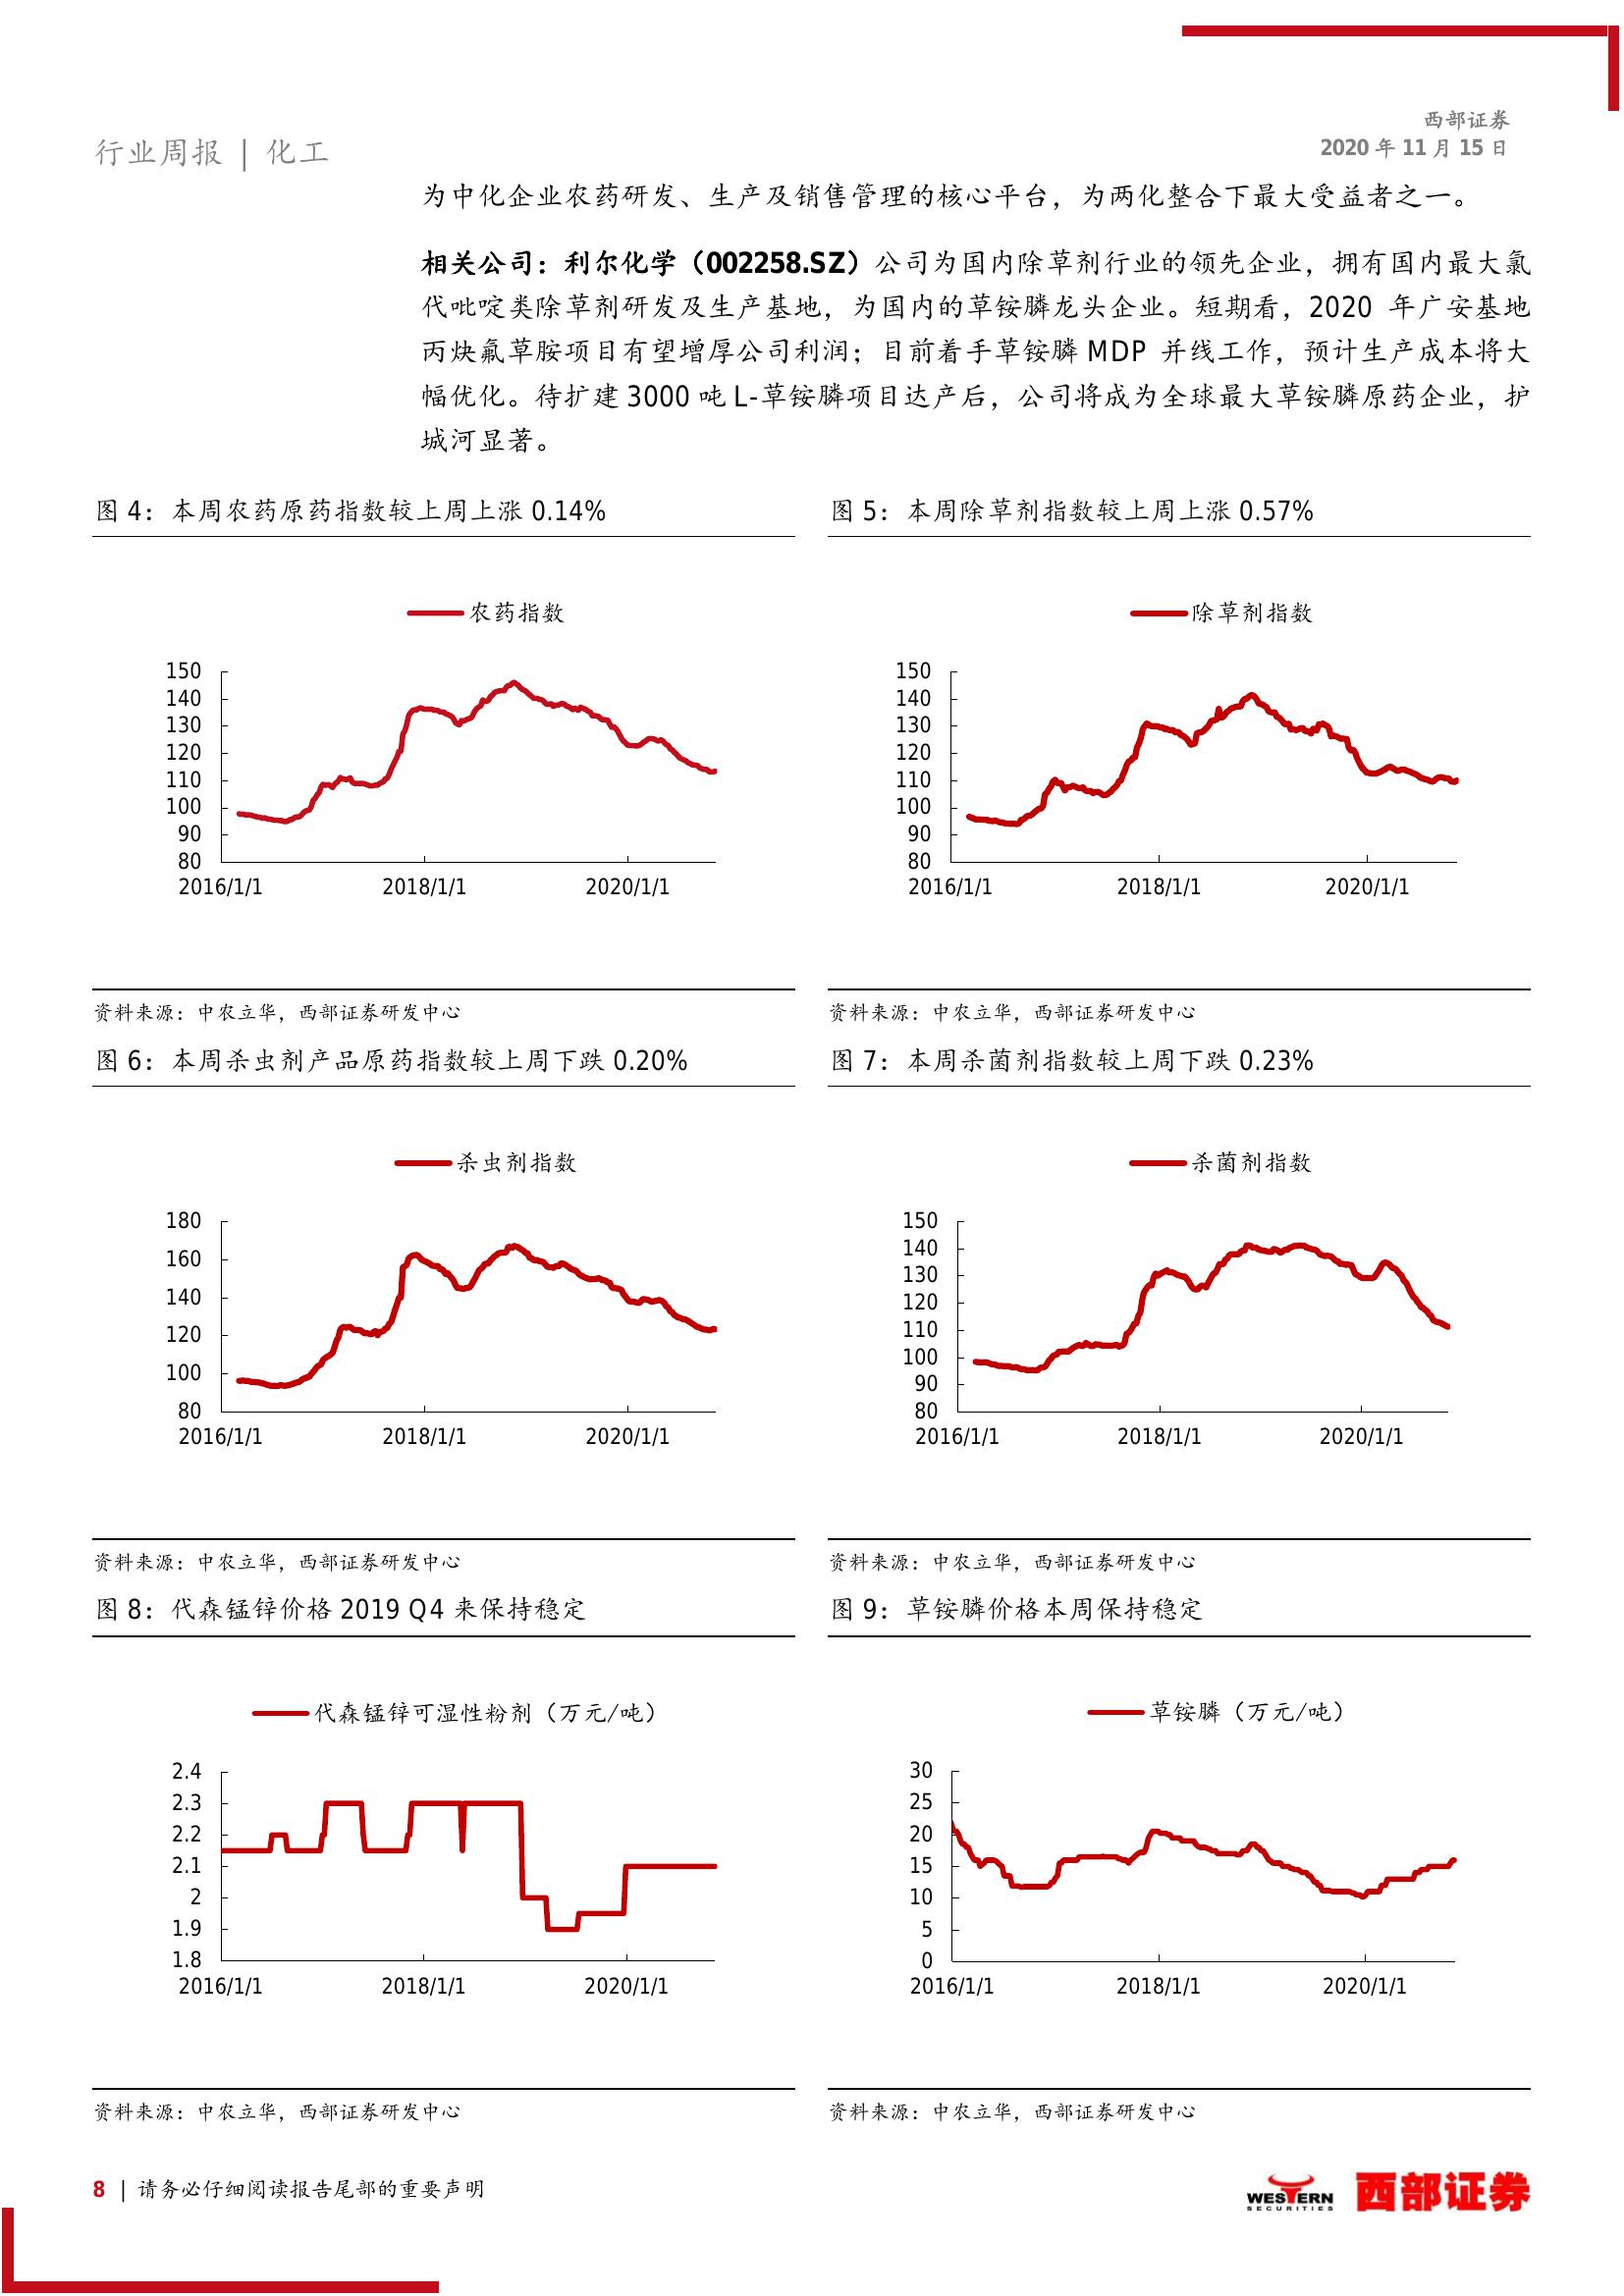 西部证券
2020 年 11 月 15 日
行业周报 | 化工
为中化企业农药研发、生产及销售管理的核心平台，为两化整合下最大受益者之一。
相关公司：利尔化学（002258.SZ）公司为国内除草剂行业的领先企业，拥有国内最大氯
代吡啶类除草剂研发及生产基地，为国内的草铵膦龙头企业。短期看，2020 年广安基地
丙炔氟草胺项目有望增厚公司利润；目前着手草铵膦 MDP 并线工作，预计生产成本将大
幅优化。待扩建 3000 吨 L-草铵膦项目达产后，公司将成为全球最大草铵膦原药企业，护
城河显著。
图 4：本周农药原药指数较上周上涨 0.14%
农药指数
150
140
130
120
110
100
90
80
2016/1/1 2018/1/1 2020/1/1
资料来源：中农立华，西部证券研发中心
图 5：本周除草剂指数较上周上涨 0.57%
除草剂指数
150
140
130
120
110
100
90
80
2016/1/1 2018/1/1 2020/1/1
资料来源：中农立华，西部证券研发中心
图 6：本周杀虫剂产品原药指数较上周下跌 0.20%
杀虫剂指数
180
160
140
120
100
80
2016/1/1 2018/1/1 2020/1/1
资料来源：中农立华，西部证券研发中心
图 7：本周杀菌剂指数较上周下跌 0.23%
杀菌剂指数
150
140
130
120
110
100
90
80
2016/1/1 2018/1/1 2020/1/1
资料来源：中农立华，西部证券研发中心
图 8：代森锰锌价格 2019 Q4 来保持稳定
代森锰锌可湿性粉剂（万元/吨）
2.4
2.3
2.2
2.1
2
1.9
1.8
2016/1/1 2018/1/1 2020/1/1
资料来源：中农立华，西部证券研发中心
图 9：草铵膦价格本周保持稳定
草铵膦（万元/吨）
30
25
20
15
10
5
0
2016/1/1 2018/1/1 2020/1/1
资料来源：中农立华，西部证券研发中心
8 | 请务必仔细阅读报告尾部的重要声明
WESTERN
SECURITIES
西部证券